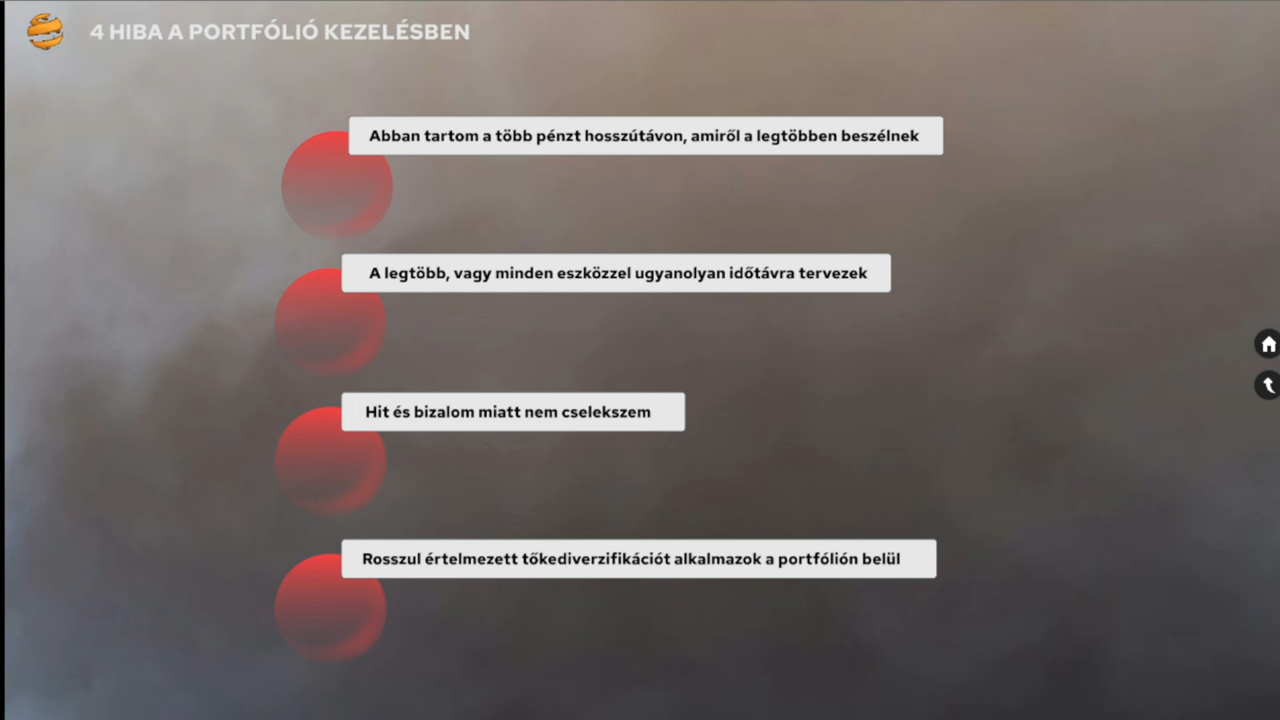 4 HIBA A PORTFÓLIÓ KEZELÉSBEN
Abban tartom a több pénzt hosszútávon, amiről a legtöbben beszélnek
A legtöbb, vagy minden eszközzel ugyanolyan időtávra tervezek
Hit és bizalom miatt nem cselekszem
Rosszul értelmezett tőkediverzifikációt alkalmazok a portfólión belül